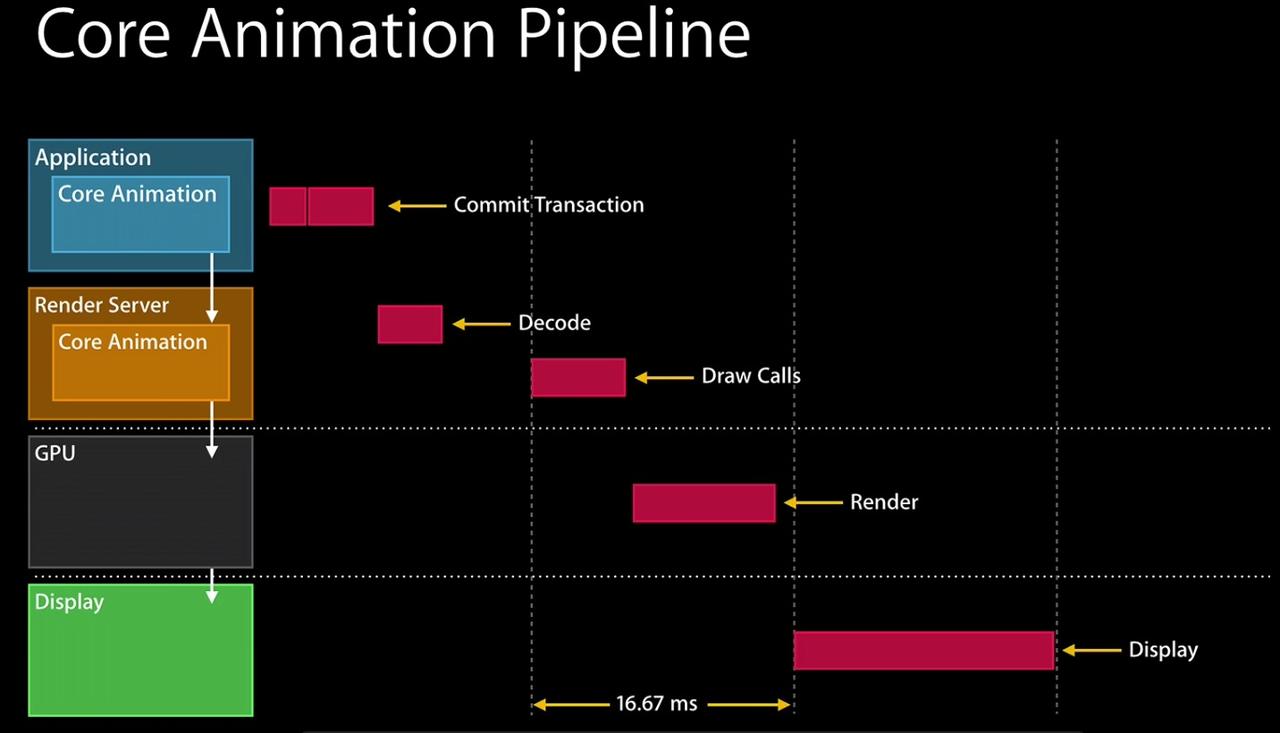 Core Animation Pipeline
Application
Core Animation
Commit Transaction
Render Server
Core Animation
Decode
Draw Calls
GPU
Render
Display
Display
16.67 ms